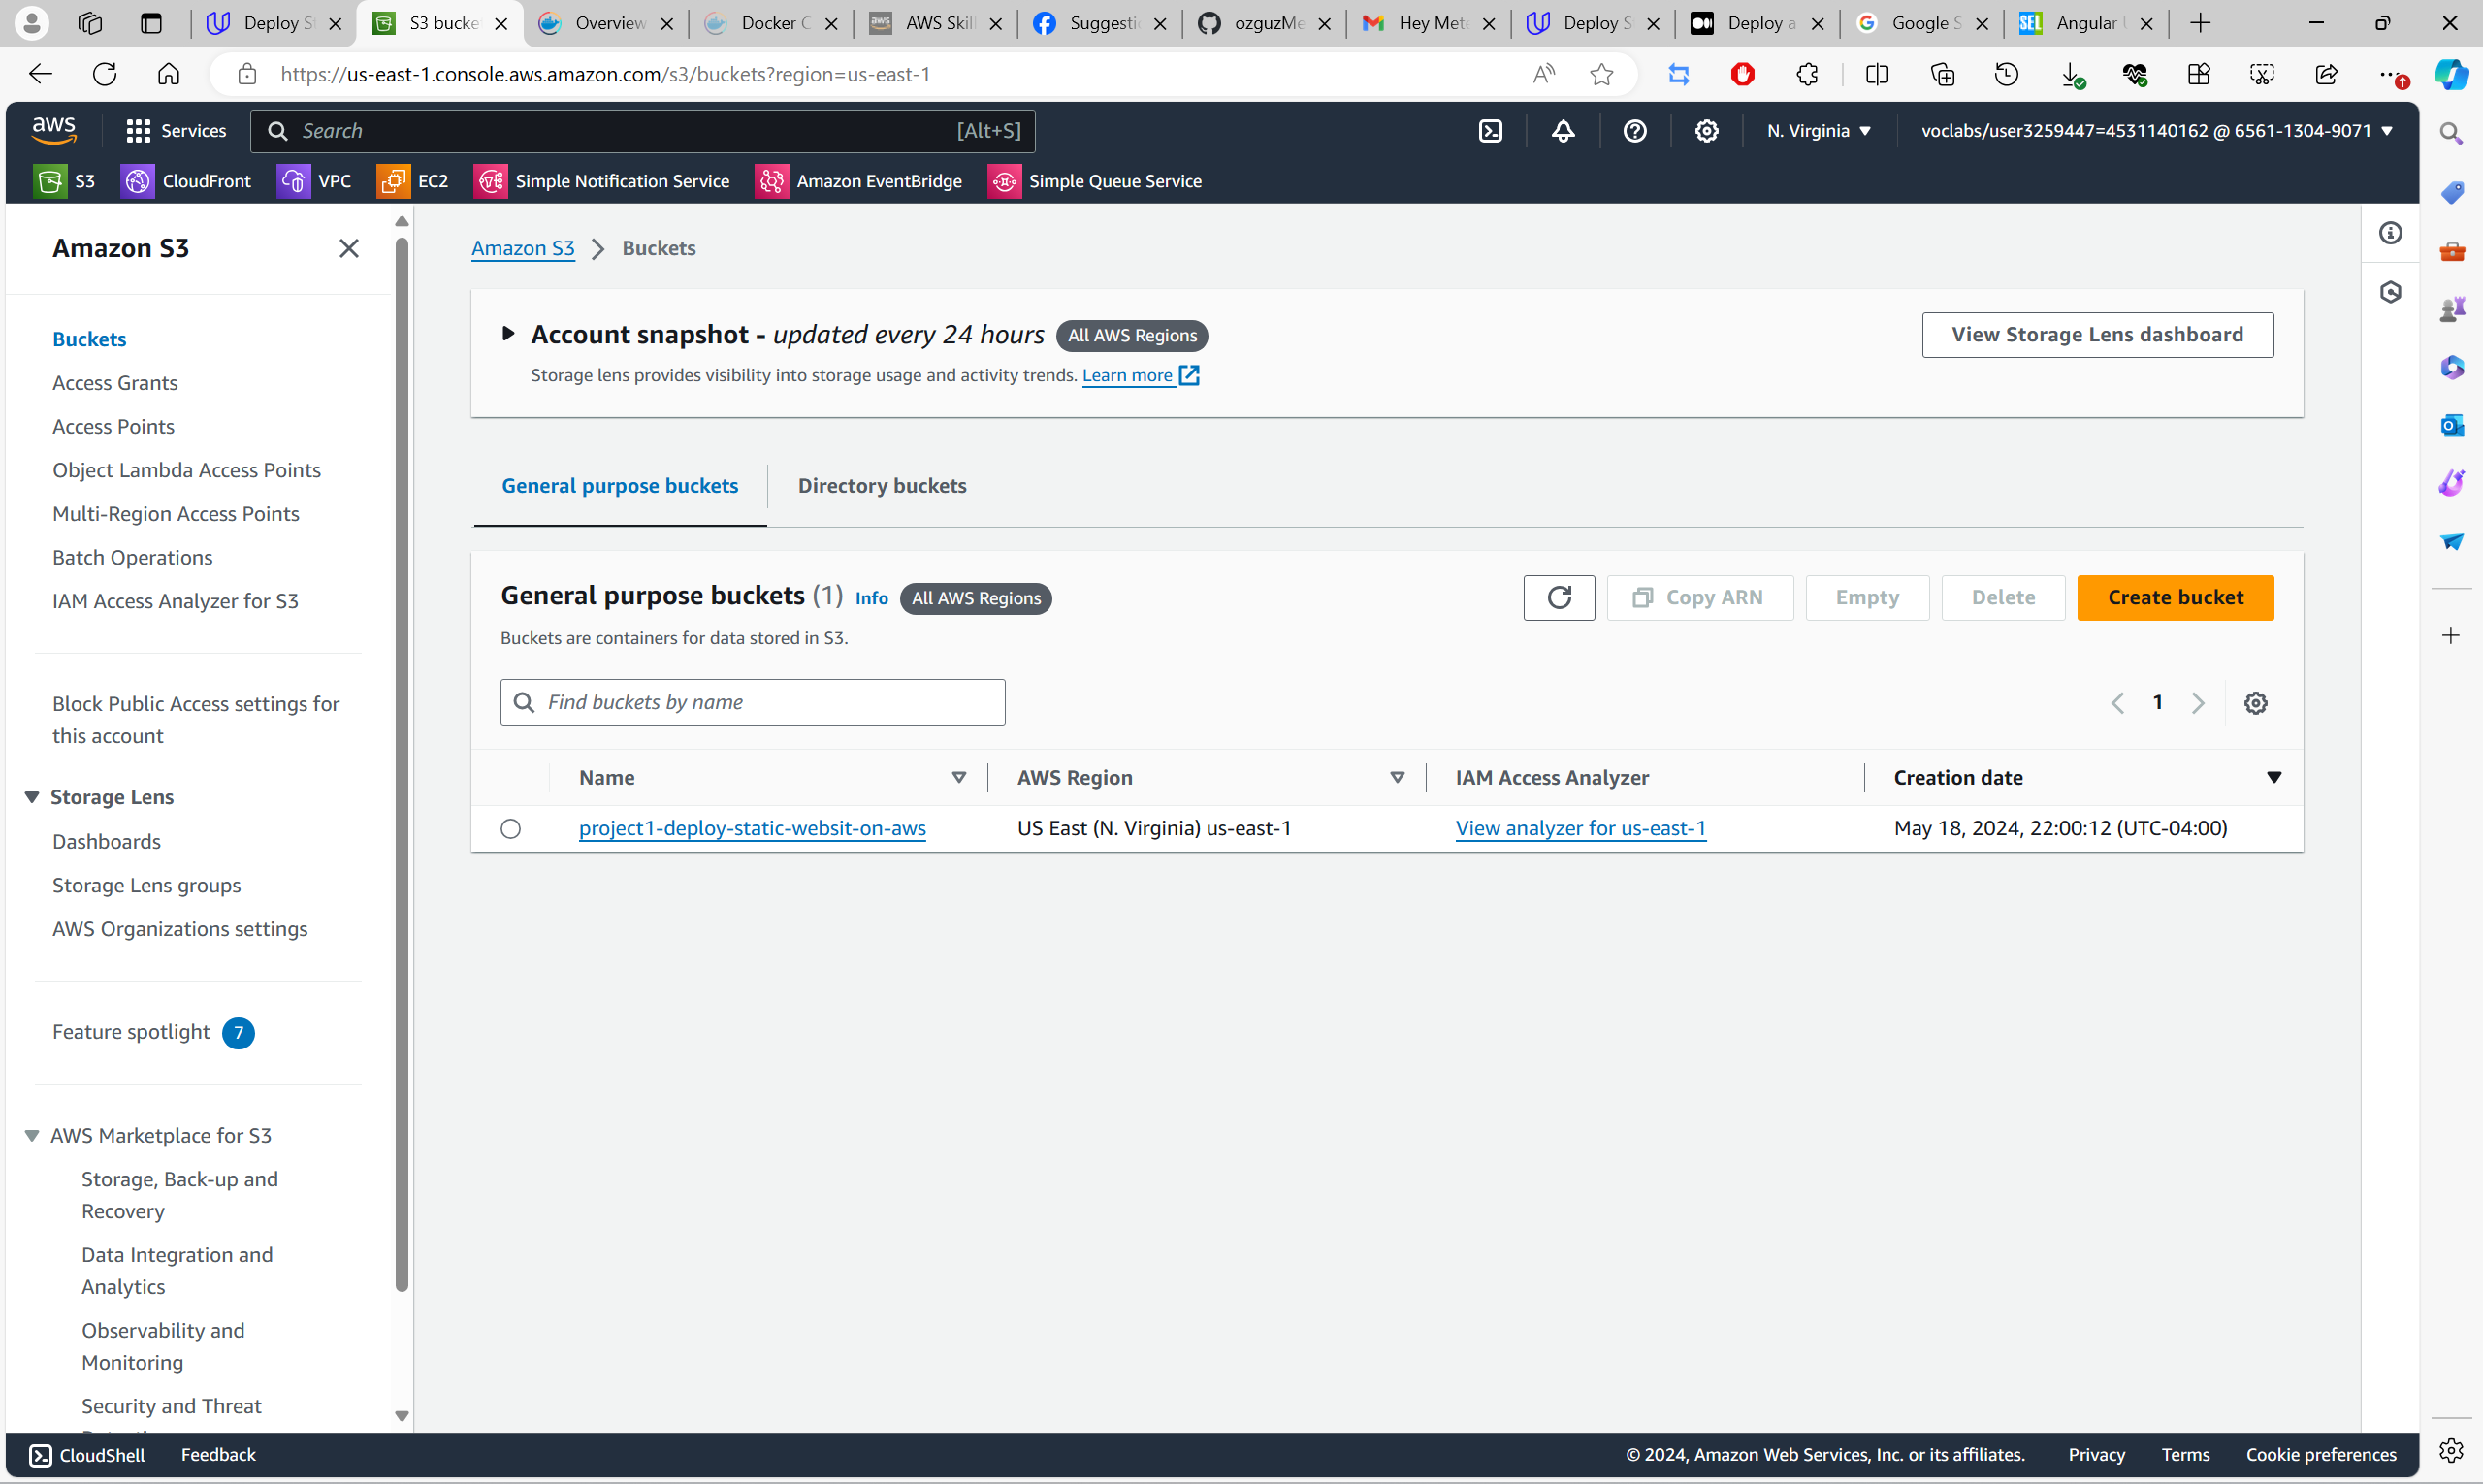 Deploy S
S3 bucke
Overview
Docker C
AWS Skil
Suggesti
ozguzMe
Hey Mete
Deploy S
Deploy a
Google S
Angular
https://us-east-1.console.aws.amazon.com/s3/buckets?region=us-east-1
aws
Services
Search
[Alt+S]
N. Virginia
voclabs/user3259447=4531140162 @ 6561-1304-9071
S3
CloudFront
VPC
EC2
Simple Notification Service
Amazon EventBridge
Simple Queue Service
Amazon S3
Buckets
Access Grants
Access Points
Object Lambda Access Points
Multi-Region Access Points
Batch Operations
IAM Access Analyzer for S3
Block Public Access settings for
this account
Storage Lens
Dashboards
Storage Lens groups
AWS Organizations settings
Feature spotlight 7
AWS Marketplace for S3
Storage, Back-up and
Recovery
Data Integration and
Analytics
Observability and
Monitoring
Security and Threat
Amazon S3 > Buckets
Account snapshot - updated every 24 hours All AWS Regions
View Storage Lens dashboard
Storage lens provides visibility into storage usage and activity trends. Learn more
General purpose buckets
Directory buckets
General purpose buckets (1) Info All AWS Regions
Copy ARN
Empty
Delete
Create bucket
Buckets are containers for data stored in S3.
Find buckets by name
1
Name
AWS Region
IAM Access Analyzer
Creation date
project1-deploy-static-websit-on-aws
US East (N. Virginia) us-east-1
View analyzer for us-east-1
May 18, 2024, 22:00:12 (UTC-04:00)
CloudShell
Feedback
© 2024, Amazon Web Services, Inc. or its affiliates.
Privacy
Terms
Cookie preferences